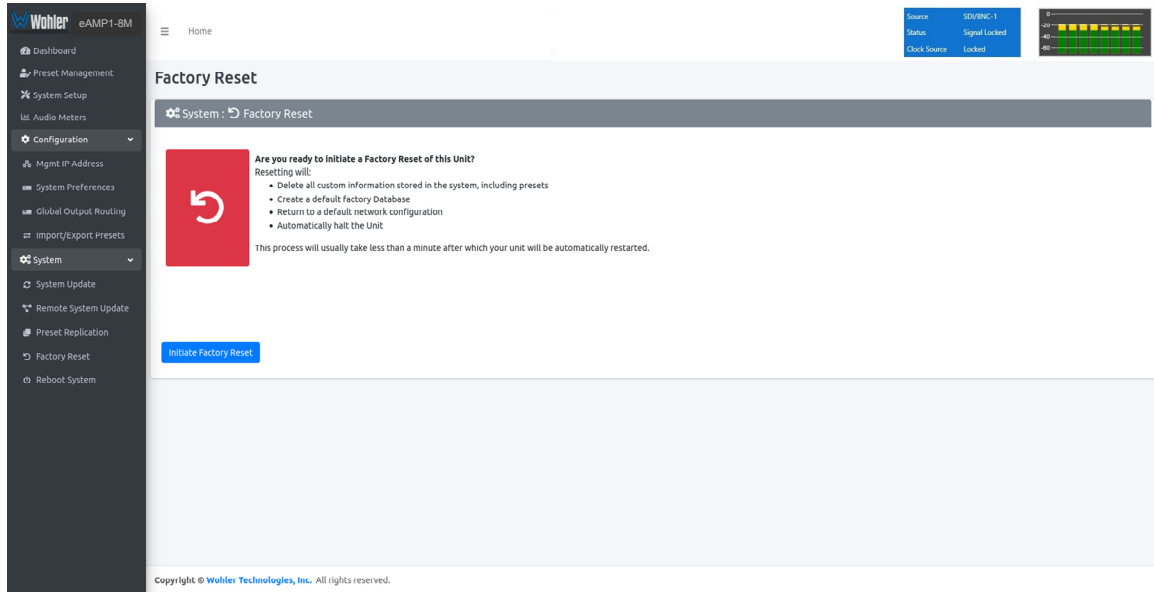 Wohler eAMP1-8M
Dashboard
Preset Management
System Setup
Audio Meters
Configuration
Mgmt IP Address
System Preferences
Global Output Routing
Import/Export Presets
System
System Update
Remote System Update
Preset Replication
Factory Reset
Reboot System
Home
Source SDI/BNC-1
Status Signal Locked
Clock Source Locked
0
-20
-40
-60
Factory Reset
System : Factory Reset
Are you ready to initiate a Factory Reset of this Unit?
Resetting will:
• Delete all custom information stored in the system, including presets
• Create a default factory Database
• Return to a default network configuration
• Automatically halt the Unit
This process will usually take less than a minute after which your unit will be automatically restarted.
Initiate Factory Reset
Copyright © Wohler Technologies, Inc. All rights reserved.